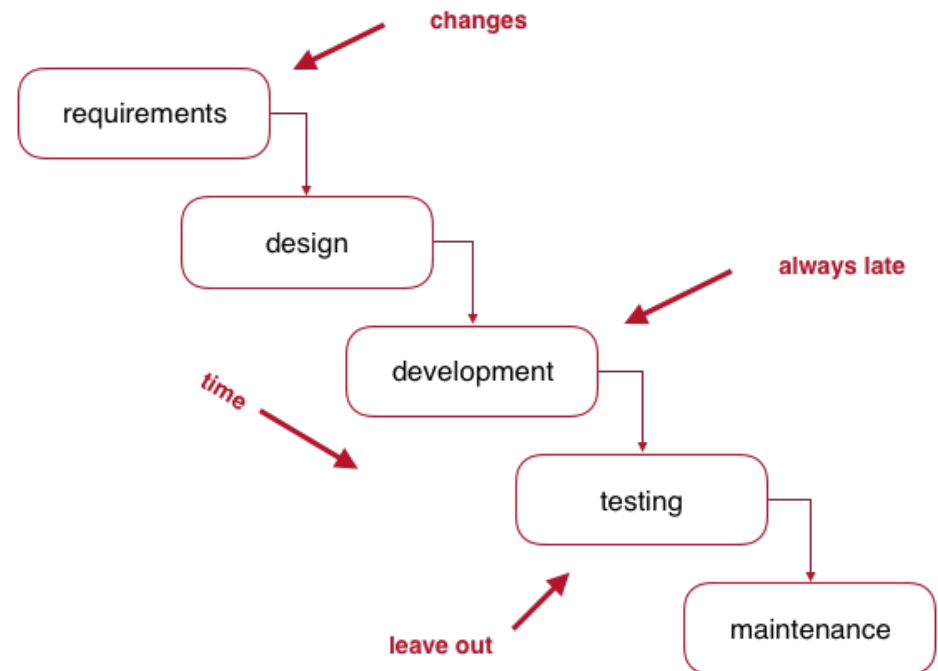 changes
requirements
design
always late
development
time
testing
maintenance
leave out